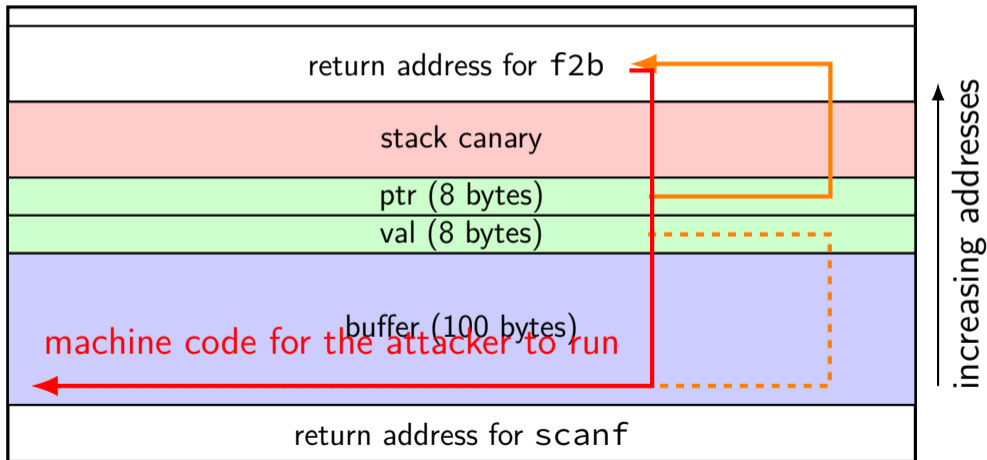 return address for f2b
stack canary
ptr (8 bytes)
val (8 bytes)
buffer (100 bytes)
machine code for the attacker to run
return address for scanf
increasing addresses